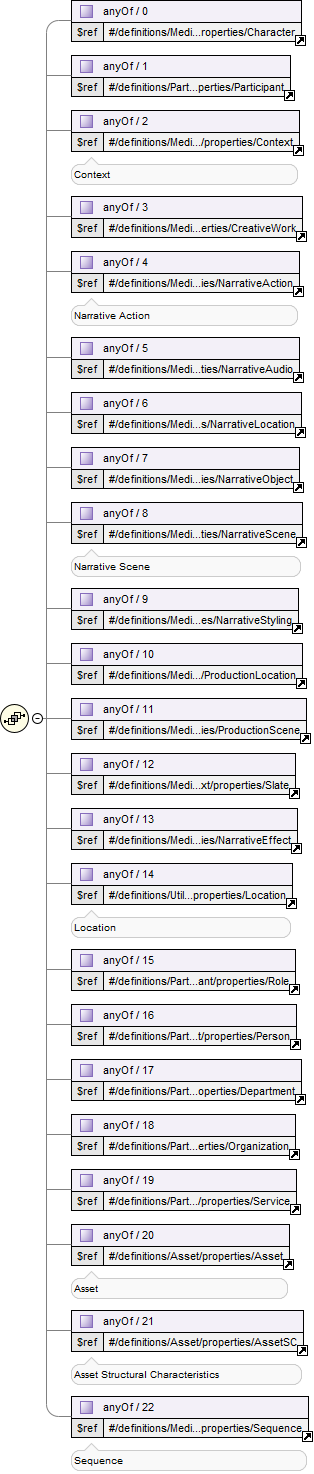 anyOf / 0
$ref #/definitions/Medi...roperties/Character
anyOf / 1
$ref #/definitions/Part...perties/Participant
anyOf / 2
$ref #/definitions/Medi.../properties/Context
Context
anyOf / 3
$ref #/definitions/Medi...erties/CreativeWork
anyOf / 4
$ref #/definitions/Medi...ies/NarrativeAction
Narrative Action
anyOf / 5
$ref #/definitions/Medi...ties/NarrativeAudio
anyOf / 6
$ref #/definitions/Medi...s/NarrativeLocation
anyOf / 7
$ref #/definitions/Medi...ies/NarrativeObject
anyOf / 8
$ref #/definitions/Medi...ties/NarrativeScene
Narrative Scene
anyOf / 9
$ref #/definitions/Medi...es/NarrativeStyling
anyOf / 10
$ref #/definitions/Medi.../ProductionLocation
anyOf / 11
$ref #/definitions/Medi...ies/ProductionScene
anyOf / 12
$ref #/definitions/Medi...xt/properties/Slate
anyOf / 13
$ref #/definitions/Medi...ies/NarrativeEffect
anyOf / 14
$ref #/definitions/Util...properties/Location
Location
anyOf / 15
$ref #/definitions/Part...ant/properties/Role
anyOf / 16
$ref #/definitions/Part...t/properties/Person
anyOf / 17
$ref #/definitions/Part...operties/Department
anyOf / 18
$ref #/definitions/Part...erties/Organization
anyOf / 19
$ref #/definitions/Part.../properties/Service
anyOf / 20
$ref #/definitions/Asset/properties/Asset
Asset
anyOf / 21
$ref #/definitions/Asset/properties/AssetSC
Asset Structural Characteristics
anyOf / 22
$ref #/definitions/Medi...properties/Sequence
Sequence